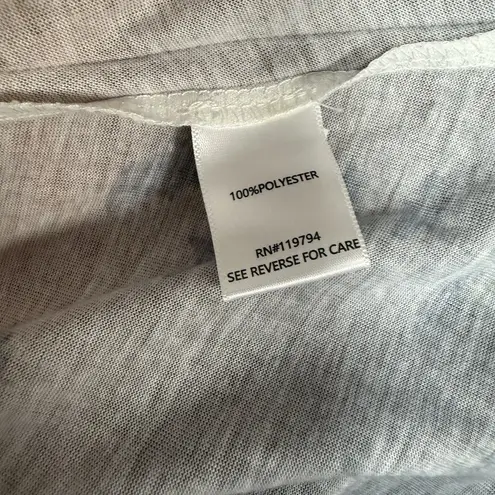 100%POLYESTER
RN#119794
SEE REVERSE FOR CARE